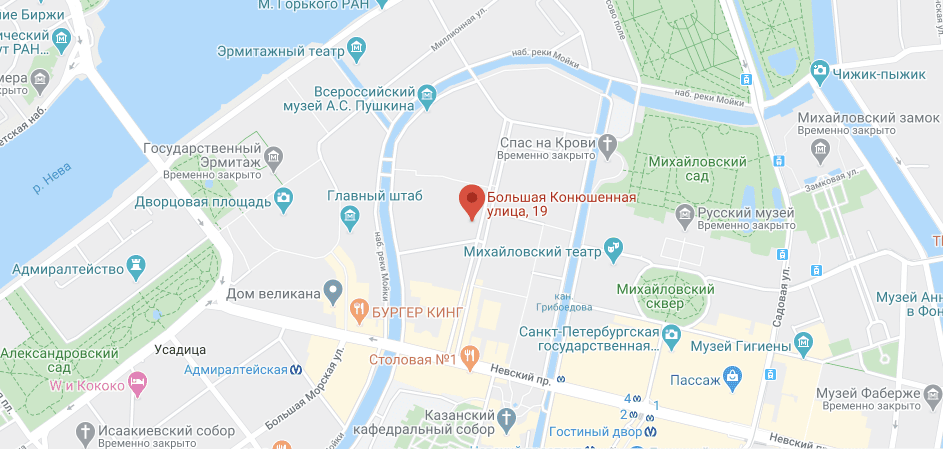 ние Биржи
М. Горького РАН
ический
ут РАН…
Эрмитажный театр
Миллионная ул.
наб. реки Мойки
сово поле
Чижик-пыжик
мера
крыто
етская наб.
Всероссийский
музей А.С. Пушкина
наб. реки Мойки
Михайловский замок
Временно закрыто
Государственный
Эрмитаж
Временно закрыто
Спас на Крови
Временно закрыто
Михайловский
сад
Замковая ул.
р. Нева
Дворцовая площадь
Главный штаб
Большая Конюшенная
улица, 19
Русский музей
Временно закрыто
Михайловский театр
Адмиралтейство
наб. реки Мойки
Дом великана
БУРГЕР КИНГ
кан.
Грибоедова
Михайловский
сквер
Садовая ул.
Музей Анн
в Фон
Александровский
сад
Усадица
Столовая №1
Санкт-Петербургская
государственная…
Музей Гигиены
Адмиралтейская
W и Кококо
Большая Морская ул.
Невский пр.
Пассаж
Музей Фаберже
Временно закрыто
4
2
1
Казанский
кафедральный собор
Гостиный двор
Невский пр.
Исаакиевский собор
Временно закрыто